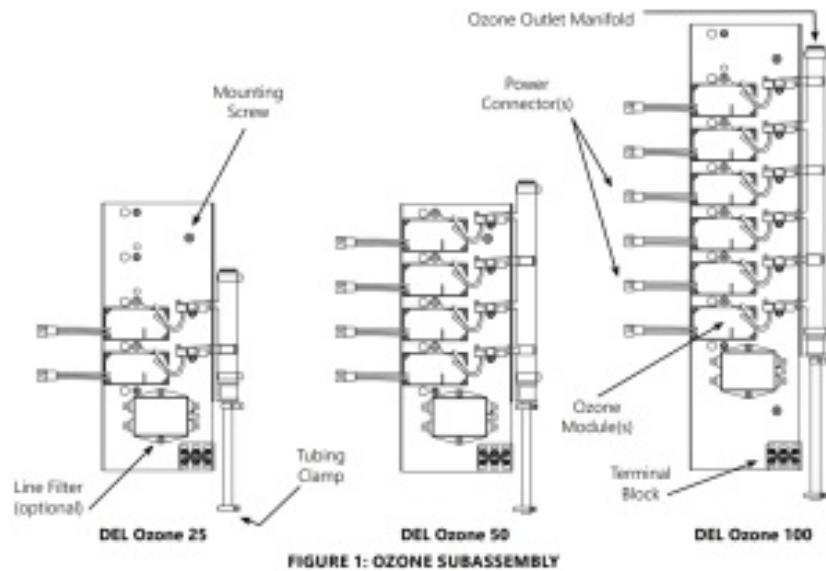 Ozone Outlet Manifold
Power
Connector(s)
Mounting
Screw
Ozone
Module(s)
Tubing
Clamp
Line Filter
(optional)
Terminal
Block
DEL Ozone 25
DEL Ozone 50
DEL Ozone 100
FIGURE 1: OZONE SUBASSEMBLY